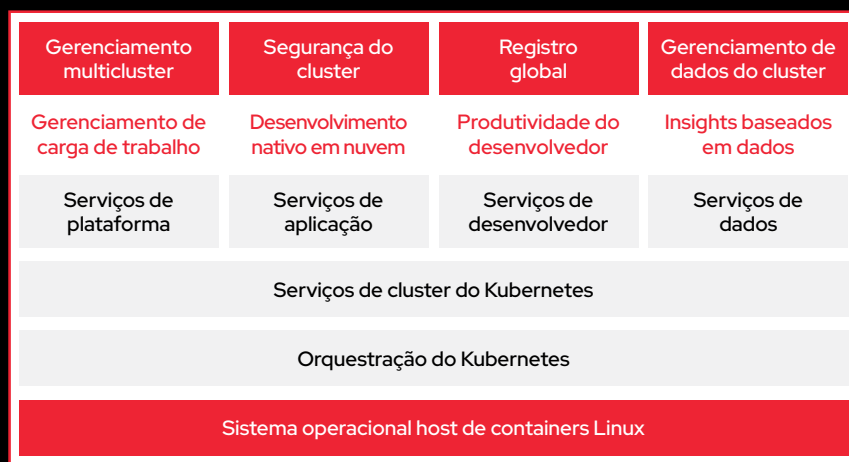 Gerenciamento
multicluster
Segurança do
cluster
Registro
global
Gerenciamento de
dados do cluster
Gerenciamento de
carga de trabalho
Desenvolvimento
nativo em nuvem
Produtividade do
desenvolvedor
Insights baseados
em dados
Serviços de
plataforma
Serviços de
aplicação
Serviços de
desenvolvedor
Serviços de
dados
Serviços de cluster do Kubernetes
Orquestração do Kubernetes
Sistema operacional host de containers Linux